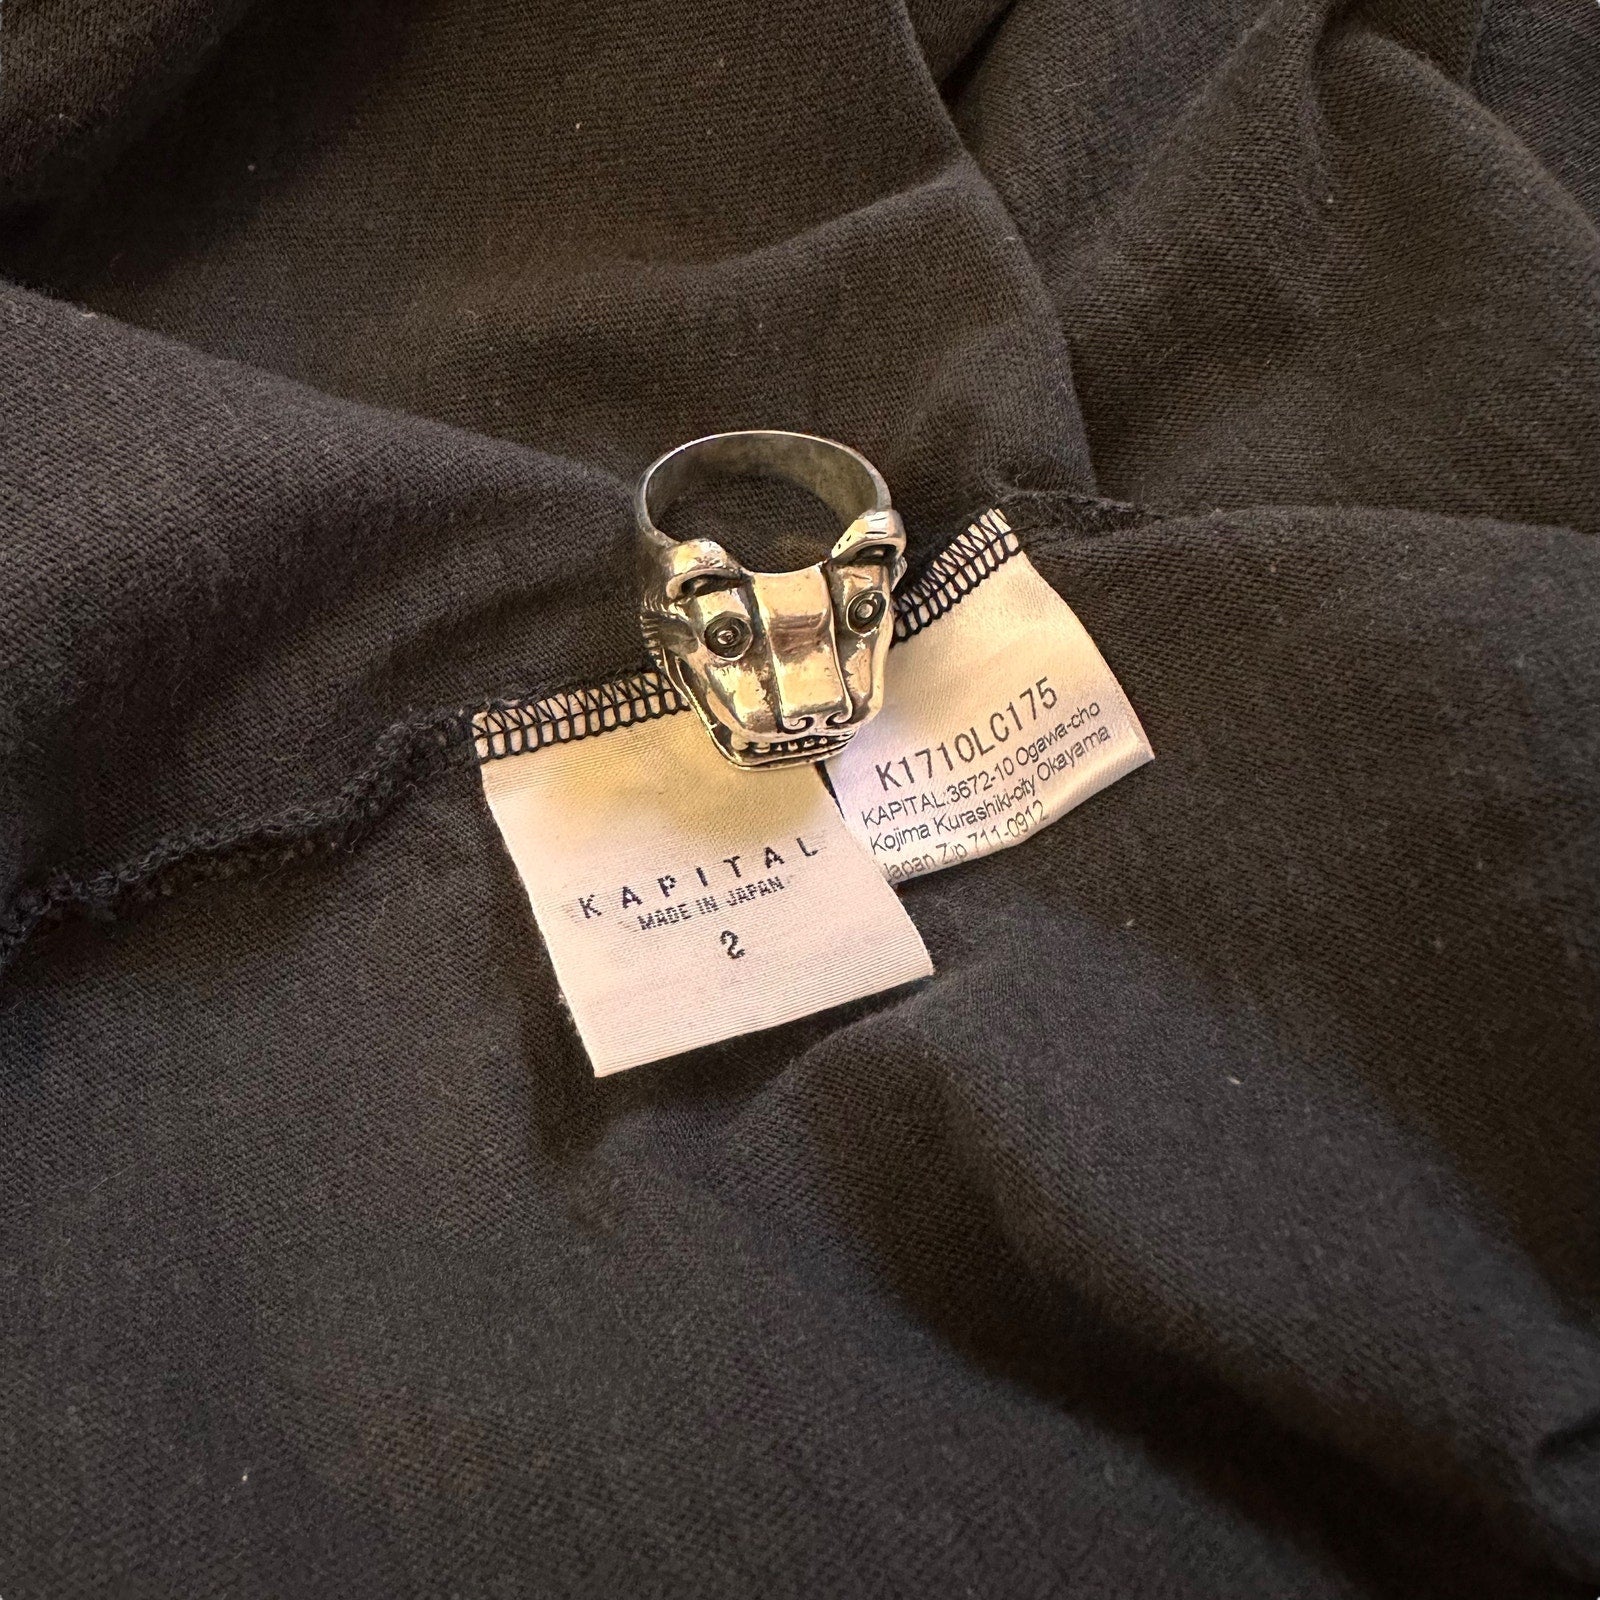 KAPITAL
MADE IN JAPAN
2
K1710LC175
KAPITAL:3672-10 Ogawa-cho
Kojima Kurashiki-city Okayama
Japan Zip 711-0912